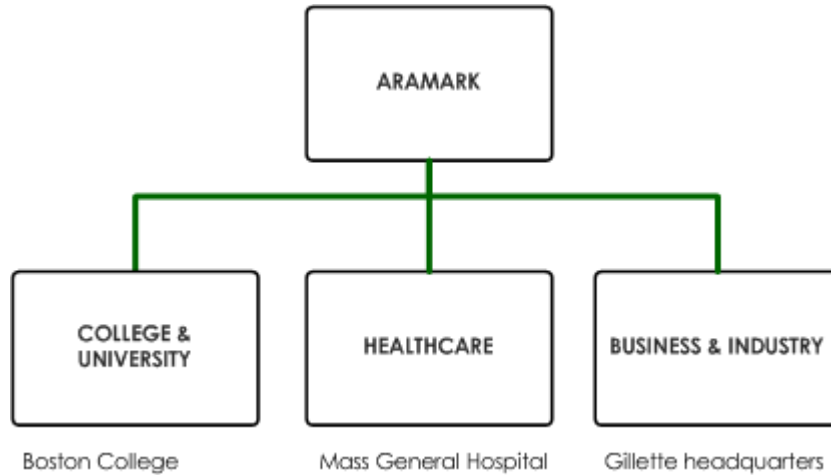 ARAMARK
COLLEGE &
UNIVERSITY
HEALTHCARE
BUSINESS & INDUSTRY
Boston College
Mass General Hospital
Gillette headquarters